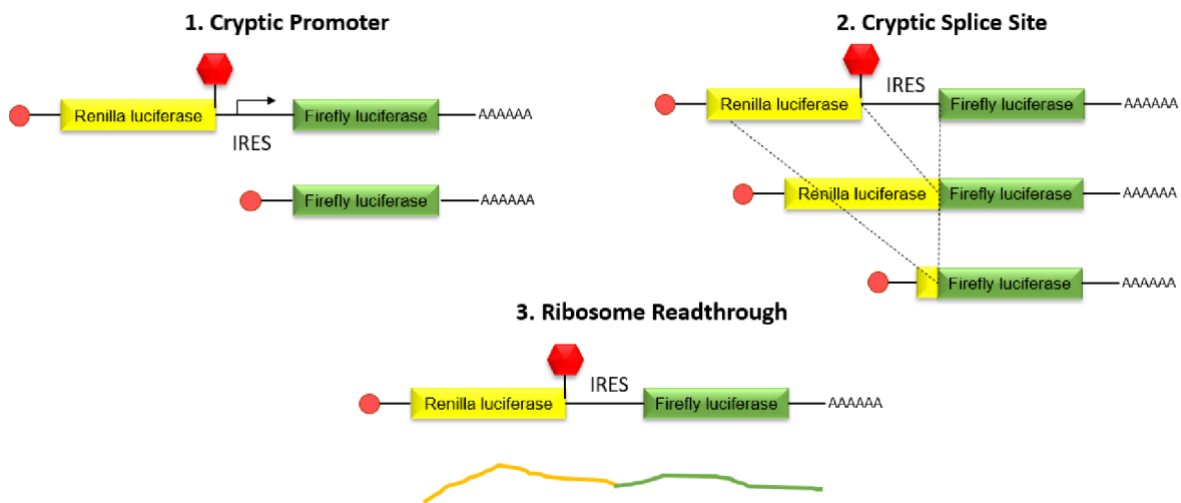 1. Cryptic Promoter
Renilla luciferase
IRES
Firefly luciferase
AAAAAA
Firefly luciferase
AAAAAA
2. Cryptic Splice Site
Renilla luciferase
IRES
Firefly luciferase
AAAAAA
Renilla luciferase
Firefly luciferase
AAAAAA
Firefly luciferase
AAAAAA
3. Ribosome Readthrough
Renilla luciferase
IRES
Firefly luciferase
AAAAAA